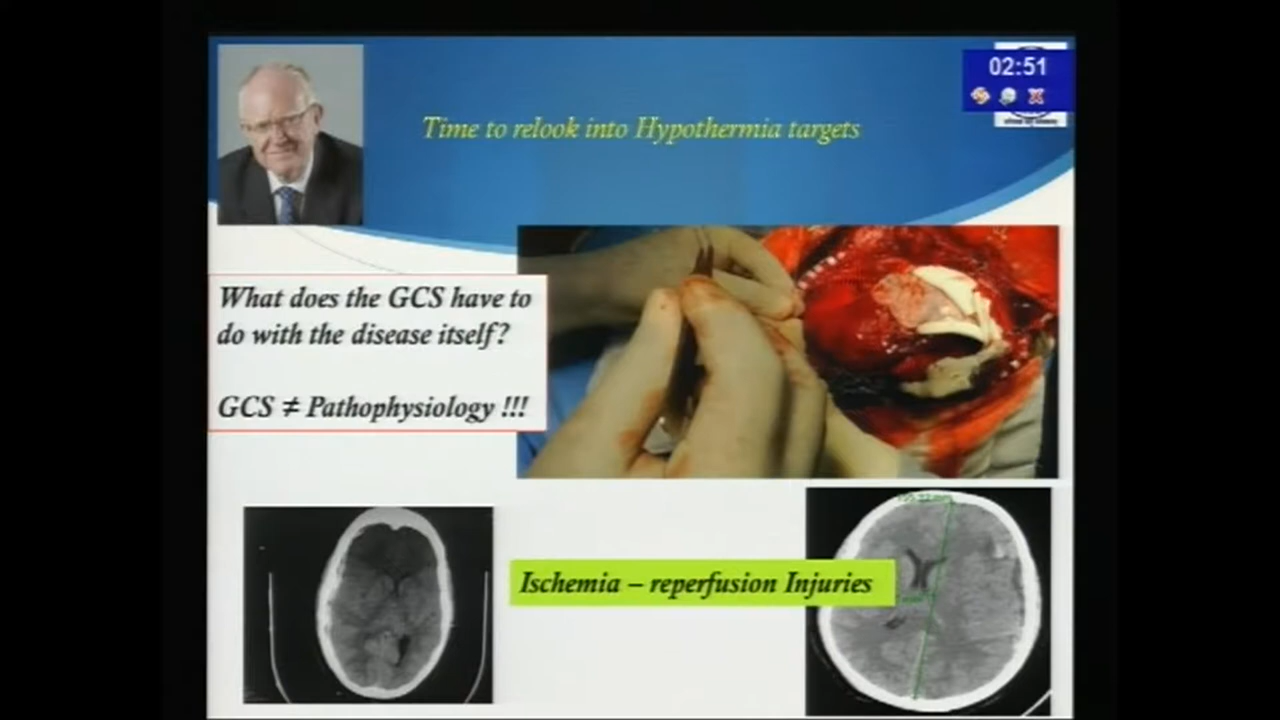 02:51
Time to relook into Hypothermia targets
What does the GCS have to
do with the disease itself?
GCS ≠ Pathophysiology !!!
Ischemia – reperfusion Injuries